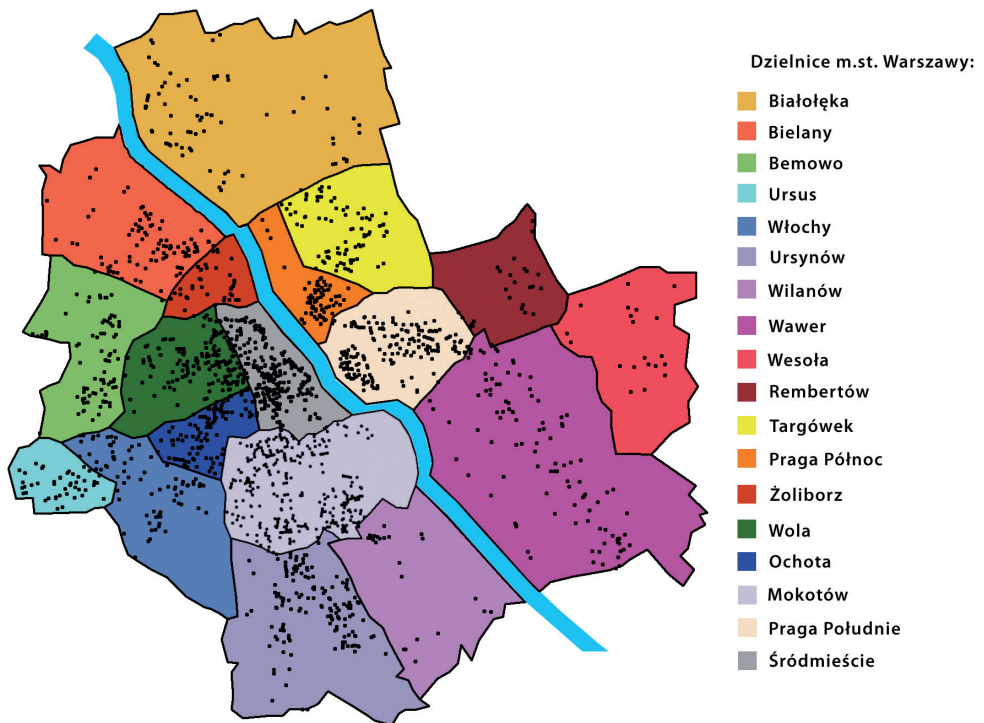 Dzielnice m.st. Warszawy:
Białołęka
Bielany
Bemowo
Ursus
Włochy
Ursynów
Wilanów
Wawer
Wesoła
Rembertów
Targówek
Praga Północ
Żoliborz
Wola
Ochota
Mokotów
Praga Południe
Śródmieście